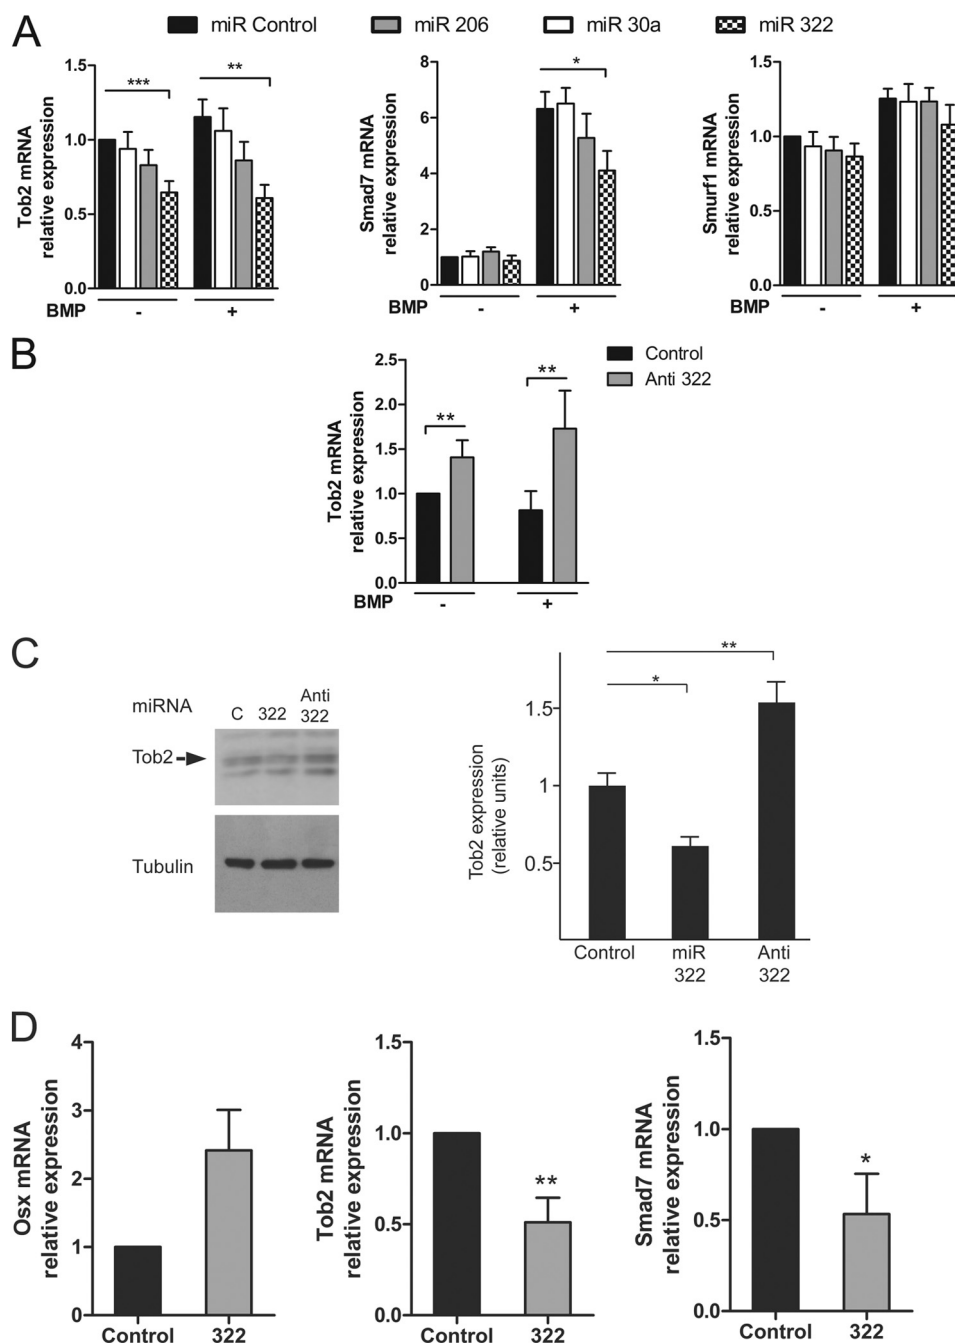 A
miR Control
miR 206
miR 30a
miR 322
Tob2 mRNA
relative expression
1.5
1.0
0.5
0.0
***
**
BMP
-
+
Smad7 mRNA
relative expression
8
6
4
2
0
*
BMP
-
+
Smurf1 mRNA
relative expression
1.5
1.0
0.5
0.0
BMP
-
+
B
Control
Anti 322
Tob2 mRNA
relative expression
2.5
2.0
1.5
1.0
0.5
0.0
**
**
BMP
-
+
C
miRNA
C
322
Anti
322
Tob2
Tubulin
Tob2 expression
(relative units)
1.5
1
0.5
**
*
Control
miR
322
Anti
322
D
Osx mRNA
relative expression
4
3
2
1
0
Control
322
Tob2 mRNA
relative expression
1.5
1.0
0.5
0.0
**
Control
322
Smad7 mRNA
relative expression
1.5
1.0
0.5
0.0
*
Control
322